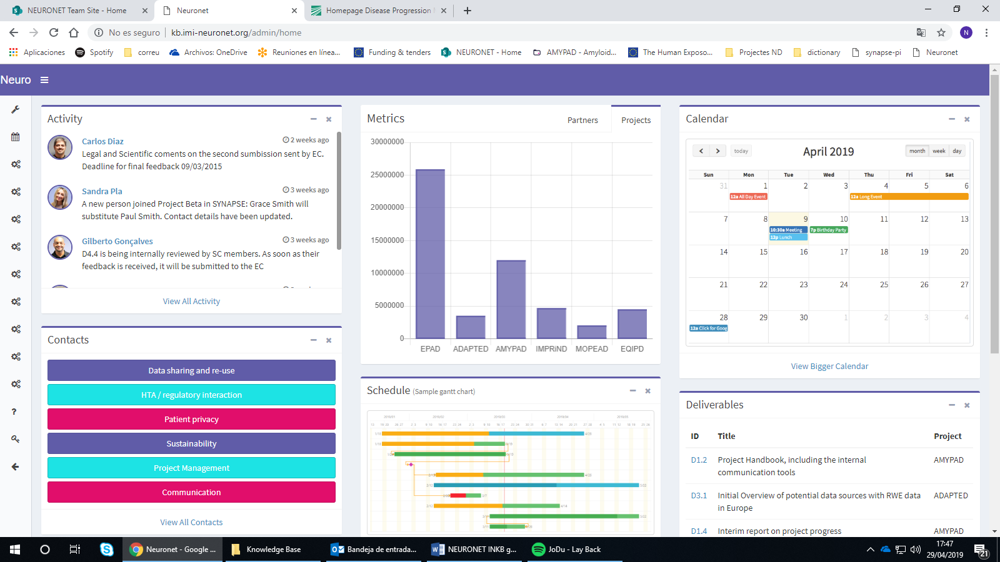 NEURONET Team Site - Home
Neuronet
Homepage Disease Progression
No es seguro
kb.imi-neuronet.org/admin/home
N
Aplicaciones
Spotify
correu
Archivos: OneDrive
Reuniones en línea...
Funding & tenders
NEURONET - Home
AMYPAD - Amyloid...
The Human Exposo...
Projectes ND
dictionary
synapse-pi
Neuronet
Neuro
Activity
Carlos Diaz
2 weeks ago
Legal and Scientific coments on the second sumbission sent by EC.
Deadline for final feedback 09/03/2015
Sandra Pla
3 weeks ago
A new person joined Project Beta in SYNAPSE: Grace Smith will
substitute Paul Smith. Contact details have been updated.
Gilberto Gonçalves
3 weeks ago
D4.4 is being internally reviewed by SC members. As soon as their
feedback is received, it will be submitted to the EC
View All Activity
Contacts
Data sharing and re-use
HTA / regulatory interaction
Patient privacy
Sustainability
Project Management
Communication
View All Contacts
Metrics
Partners
Projects
30000000
25000000
20000000
15000000
10000000
5000000
0
EPAD ADAPTED AMYPAD IMPRiND MOPEAD EQIPD
Schedule (Sample gantt chart)
2019/01 2019/02 2019/03 2019/04 2019/05
Calendar
today
April 2019
month week day
Sun Mon Tue Wed Thu Fri Sat
31 1 2 3 4 5 6
12a All Day Event
12a Long Event
7 8 9 10 11 12 13
10:30a Meeting
7p Birthday Party
12p Lunch
14 15 16 17 18 19 20
21 22 23 24 25 26 27
28 29 30 1 2 3 4
12a Click for Goog
View Bigger Calendar
Deliverables
ID Title Project
D1.2 Project Handbook, including the internal AMYPAD
communication tools
D3.1 Initial Overview of potential data sources with RWE data ADAPTED
in Europe
D1.4 Interim report on project progress AMYPAD
Neuronet - Google ...
Knowledge Base
Bandeja de entrada...
NEURONET INKB g...
JoDu - Lay Back
17:47
29/04/2019
21